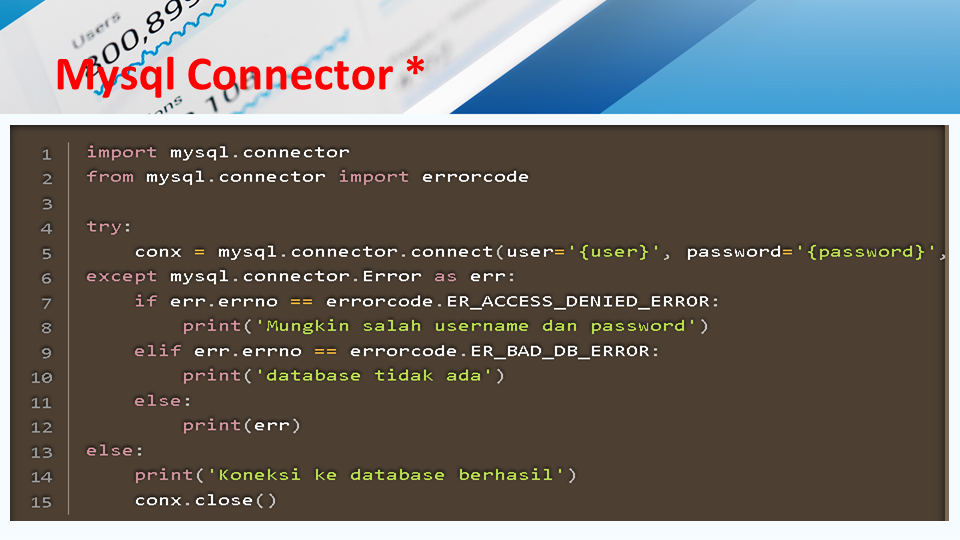 Users
300,899
Mysql Connector *
1 import mysql.connector
2 from mysql.connector import errorcode
3
4 try:
5     conx = mysql.connector.connect(user='{user}', password='{password}',
6 except mysql.connector.Error as err:
7     if err.errno == errorcode.ER_ACCESS_DENIED_ERROR:
8         print('Mungkin salah username dan password')
9     elif err.errno == errorcode.ER_BAD_DB_ERROR:
10         print('database tidak ada')
11     else:
12         print(err)
13 else:
14     print('Koneksi ke database berhasil')
15     conx.close()